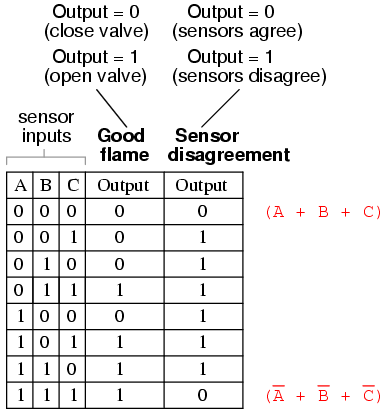 Output = 0 Output = 0
(close valve) (sensors agree)
Output = 1 Output = 1
(open valve) (sensors disagree)
sensor
inputs
Good Sensor
flame disagreement
A B C Output Output
0 0 0 0 0 (A + B + C)
0 0 1 0 1
0 1 0 0 1
0 1 1 1 1
1 0 0 0 1
1 0 1 1 1
1 1 0 1 1
1 1 1 1 0 (A̅ + B̅ + C̅)